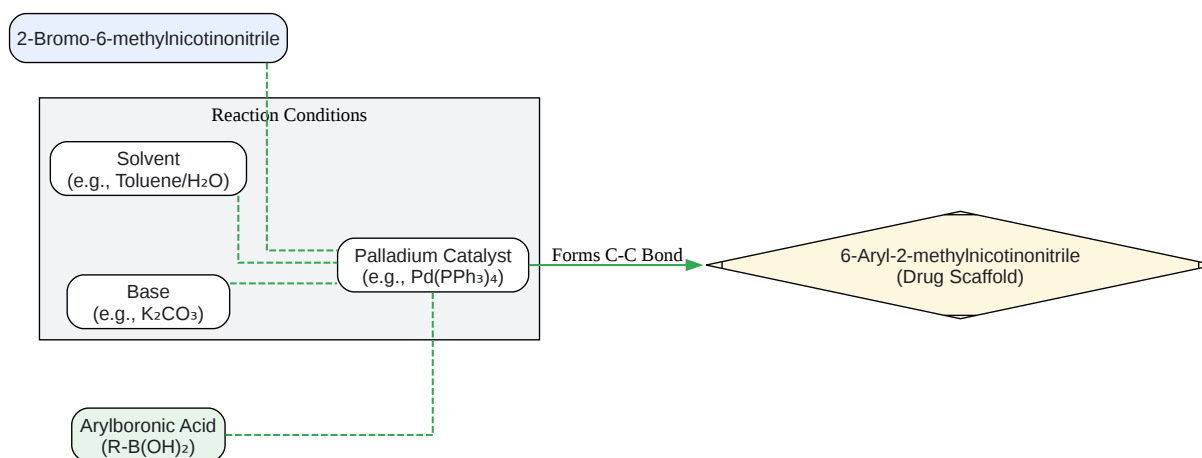 2-Bromo-6-methylnicotinonitrile
Reaction Conditions
Solvent
(e.g., Toluene/H₂O)
Palladium Catalyst
(e.g., Pd(PPh₃)₄)
Forms C-C Bond
6-Aryl-2-methylnicotinonitrile
(Drug Scaffold)
Base
(e.g., K₂CO₃)
Arylboronic Acid
(R-B(OH)₂)